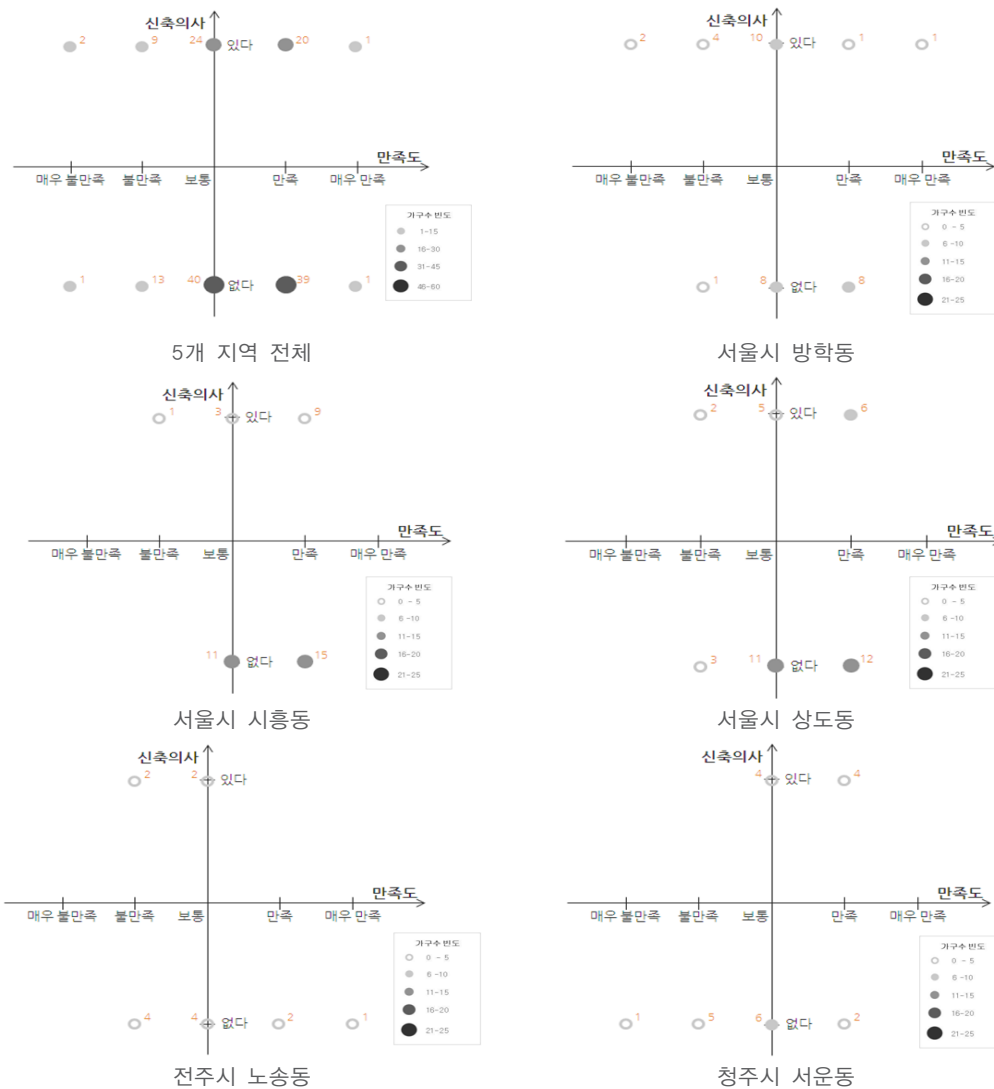 신축의사
2 9 24 있다 20 1
만족도
매우 불만족 불만족 보통 만족 매우 만족
가구수 빈도
1-15
16-30
31-45
46-60
1 13 40 없다 39 1
5개 지역 전체
신축의사
2 4 10 있다 1 1
만족도
매우 불만족 불만족 보통 만족 매우 만족
가구수 빈도
0 - 5
6 -10
11-15
16-20
21-25
1 8 없다 8
서울시 방학동
신축의사
1 3 있다 9
만족도
매우 불만족 불만족 보통 만족 매우 만족
가구수 빈도
0 - 5
6 -10
11-15
16-20
21-25
11 없다 15
서울시 시흥동
신축의사
2 5 있다 6
만족도
매우 불만족 불만족 보통 만족 매우 만족
가구수 빈도
0 - 5
6 -10
11-15
16-20
21-25
3 11 없다 12
서울시 상도동
신축의사
2 2 있다
만족도
매우 불만족 불만족 보통 만족 매우 만족
가구수 빈도
0 - 5
6 -10
11-15
16-20
21-25
4 4 없다 2 1
전주시 노송동
신축의사
4 있다 4
만족도
매우 불만족 불만족 보통 만족 매우 만족
가구수 빈도
0 - 5
6 -10
11-15
16-20
21-25
1 5 6 없다 2
청주시 서운동